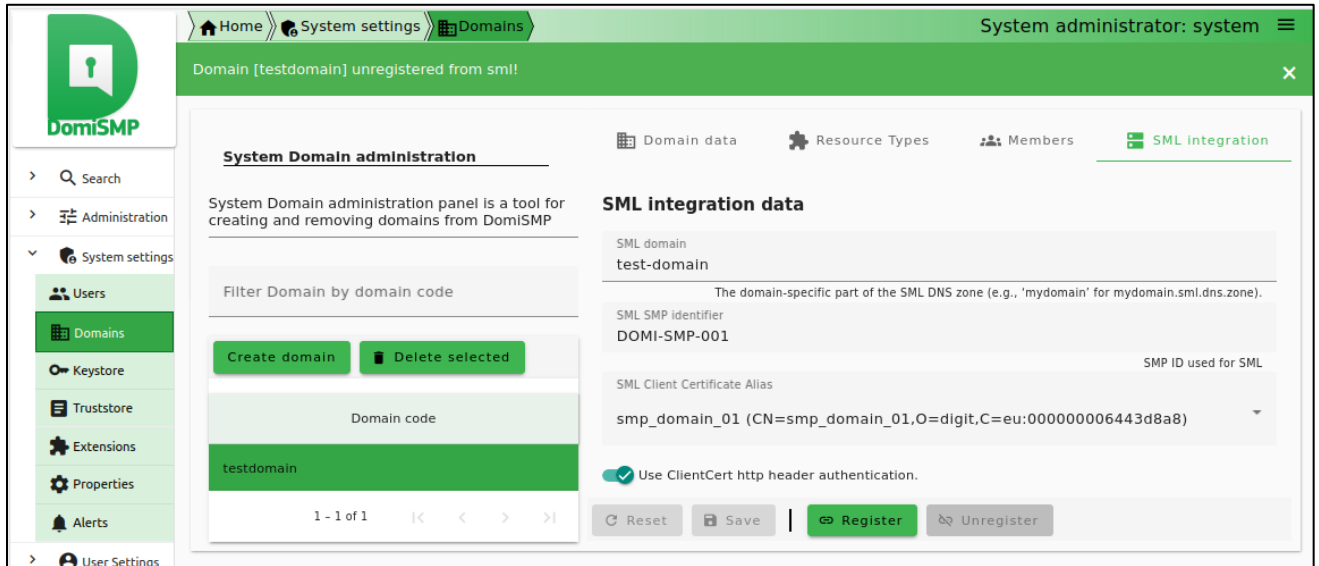 Home
System settings
Domains
System administrator: system
Domain [testdomain] unregistered from sml!
DomiSMP
Search
Administration
System settings
Users
Domains
Keystore
Truststore
Extensions
Properties
Alerts
User Settings
System Domain administration
System Domain administration panel is a tool for
creating and removing domains from DomiSMP
Filter Domain by domain code
Create domain
Delete selected
Domain code
testdomain
1 – 1 of 1
Domain data
Resource Types
Members
SML integration
SML integration data
SML domain
test-domain
The domain-specific part of the SML DNS zone (e.g., 'mydomain' for mydomain.sml.dns.zone).
SML SMP identifier
DOMI-SMP-001
SMP ID used for SML
SML Client Certificate Alias
smp_domain_01 (CN=smp_domain_01,O=digit,C=eu:000000006443d8a8)
Use ClientCert http header authentication.
Reset
Save
Register
Unregister